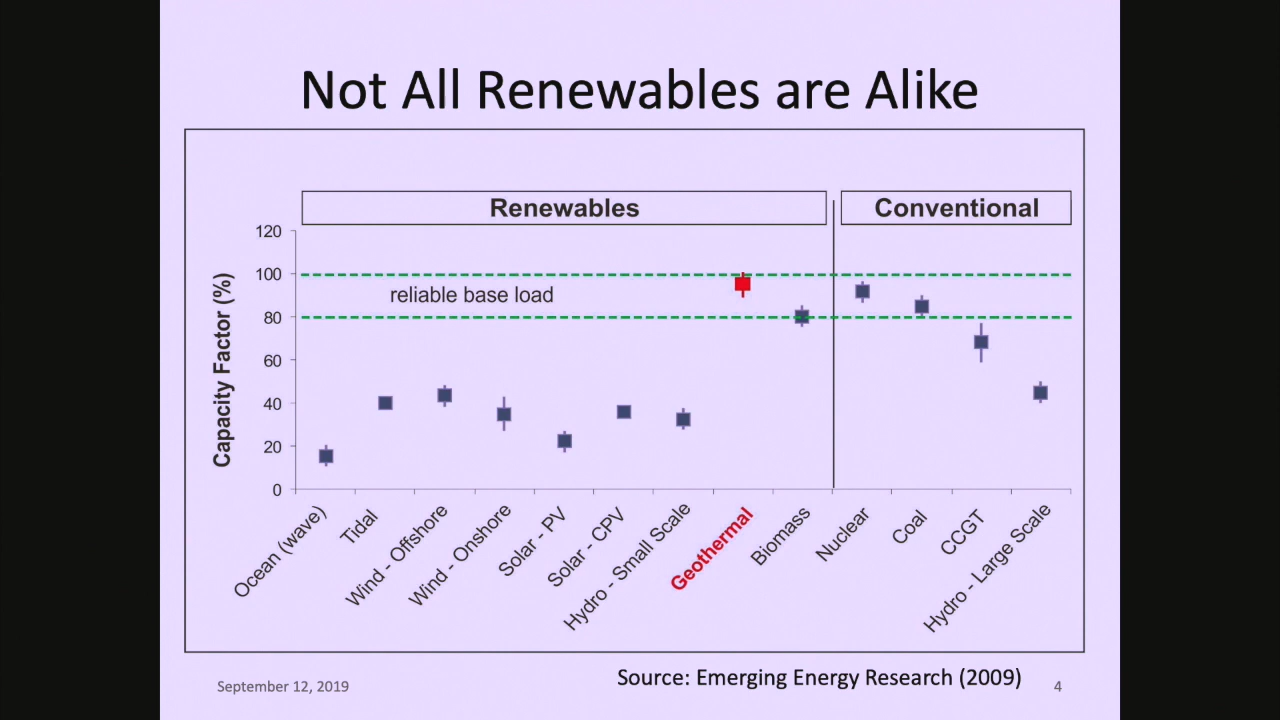 Not All Renewables are Alike
Renewables
Conventional
120
100
80
60
40
20
0
Capacity Factor (%)
reliable base load
Ocean (wave)
Tidal
Wind - Offshore
Wind - Onshore
Solar - PV
Solar - CPV
Hydro - Small Scale
Geothermal
Biomass
Nuclear
Coal
CCGT
Hydro - Large Scale
Source: Emerging Energy Research (2009)
September 12, 2019
4